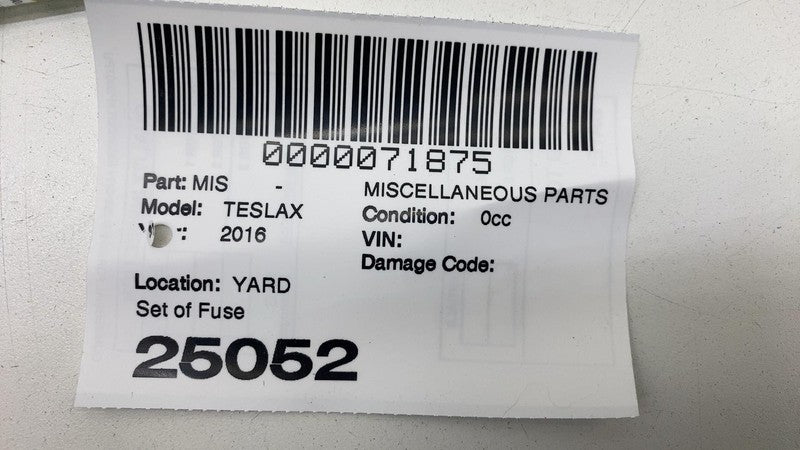 0000071875
Part: MIS - MISCELLANEOUS PARTS
Model: TESLAX Condition: 0cc
2016 VIN:
Damage Code:
Location: YARD
Set of Fuse
25052